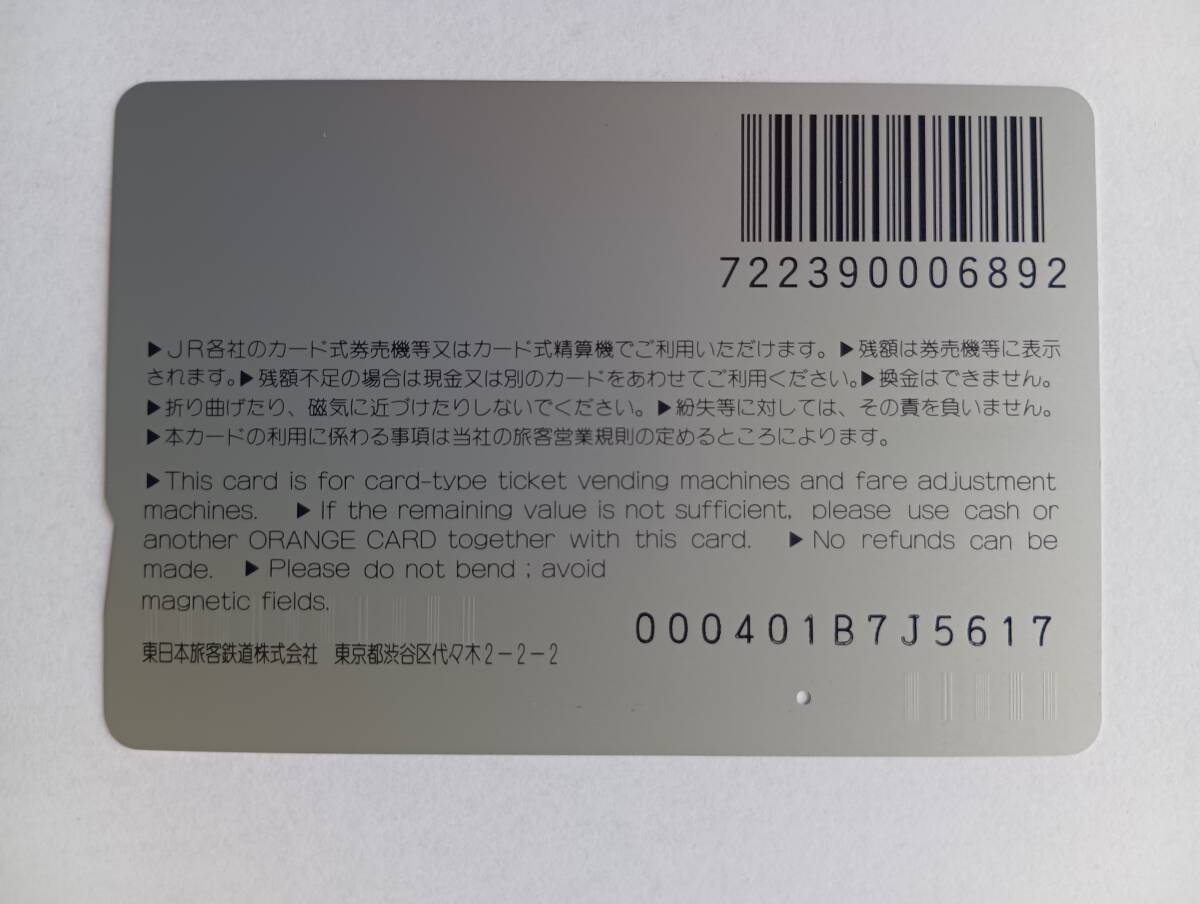 722390006892
▶JR各社のカード式券売機等又はカード式精算機でご利用いただけます。▶残額は券売機等に表示
されます。▶残額不足の場合は現金又は別のカードをあわせてご利用ください。▶換金はできません。
▶折り曲げたり、磁気に近づけたりしないでください。▶紛失等に対しては、その責を負いません。
▶本カードの利用に係わる事項は当社の旅客営業規則の定めるところによります。
▶This card is for card-type ticket vending machines and fare adjustment
machines. ▶If the remaining value is not sufficient, please use cash or
another ORANGE CARD together with this card. ▶No refunds can be
made. ▶Please do not bend ; avoid
magnetic fields.
000401B7J5617
東日本旅客鉄道株式会社 東京都渋谷区代々木2-2-2